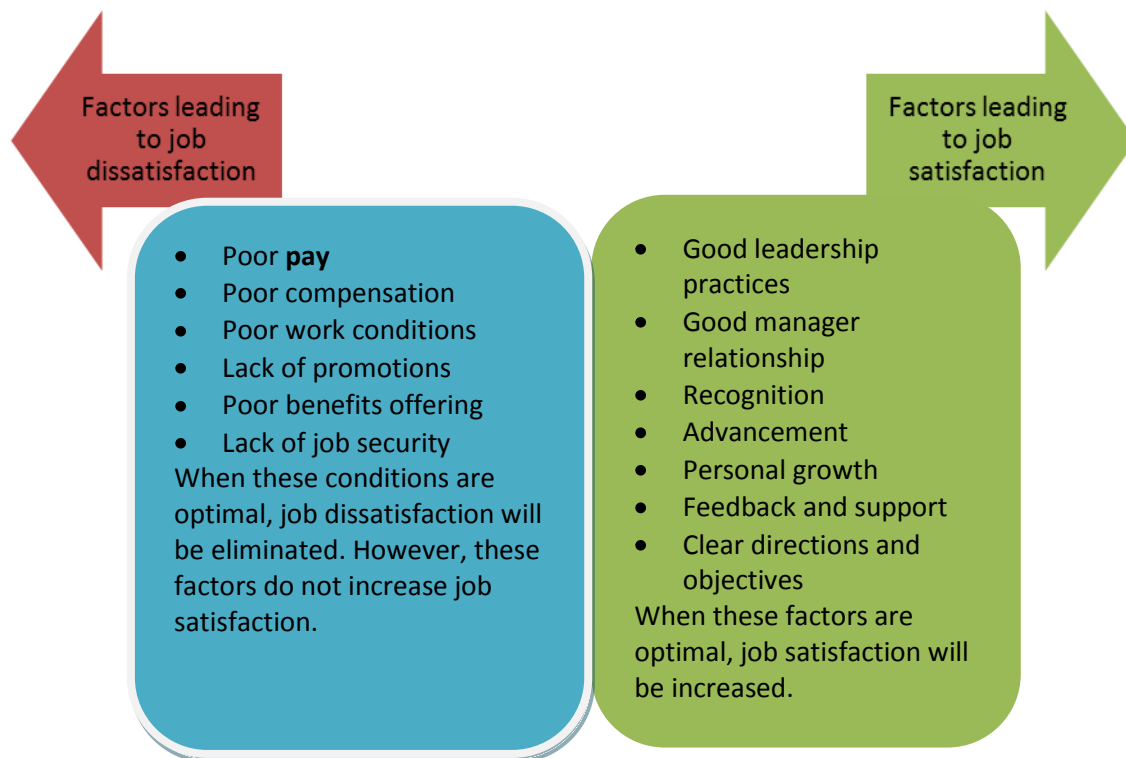 Factors leading
to job
dissatisfaction
Factors leading
to job
satisfaction
• Poor pay
• Poor compensation
• Poor work conditions
• Lack of promotions
• Poor benefits offering
• Lack of job security
When these conditions are
optimal, job dissatisfaction will
be eliminated. However, these
factors do not increase job
satisfaction.
• Good leadership
practices
• Good manager
relationship
• Recognition
• Advancement
• Personal growth
• Feedback and support
• Clear directions and
objectives
When these factors are
optimal, job satisfaction will
be increased.